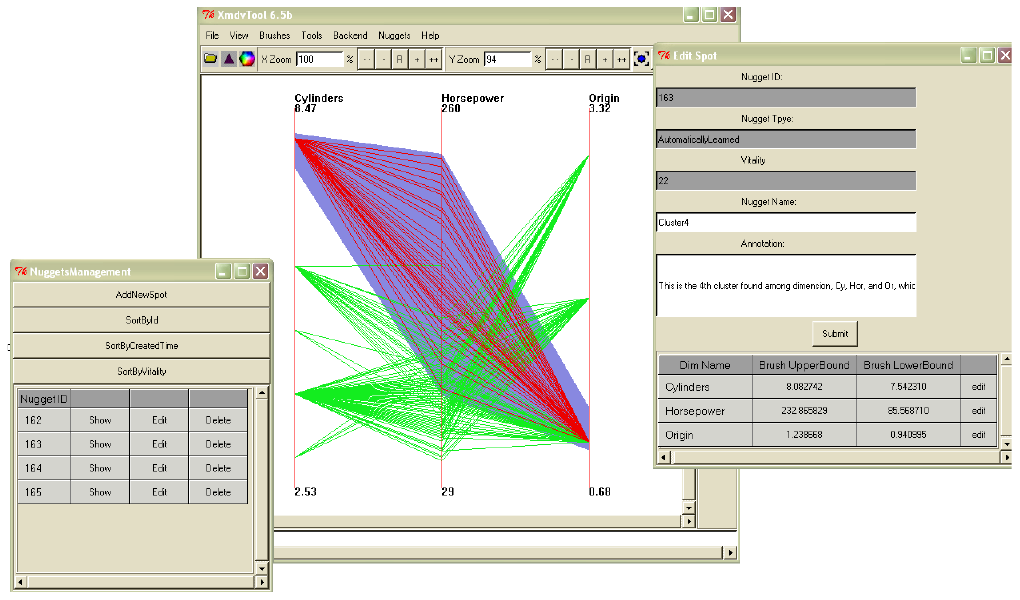 XmdvTool 6.5b
File View Brushes Tools Backend Nuggets Help
X Zoom 100 % -- - R + ++ Y Zoom 94 % -- - R + ++
Cylinders Horsepower Origin
8.47 260 3.32
2.53 29 0.68
Edit Spot
Nugget ID:
163
Nugget Tpye:
AutomaticallyLearned
Vitality
22
Nugget Name:
Cluster4
Annotation:
This is the 4th cluster found among dimension, Cy, Hor, and Or, whic
Submit
Dim Name Brush UpperBound Brush LowerBound
Cylinders 8.082742 7.542310 edit
Horsepower 232.865829 85.568710 edit
Origin 1.238668 0.940995 edit
NuggetsManagement
AddNewSpot
SortById
SortByCreatedTime
SortByVitality
Nugget ID
162 Show Edit Delete
163 Show Edit Delete
164 Show Edit Delete
165 Show Edit Delete